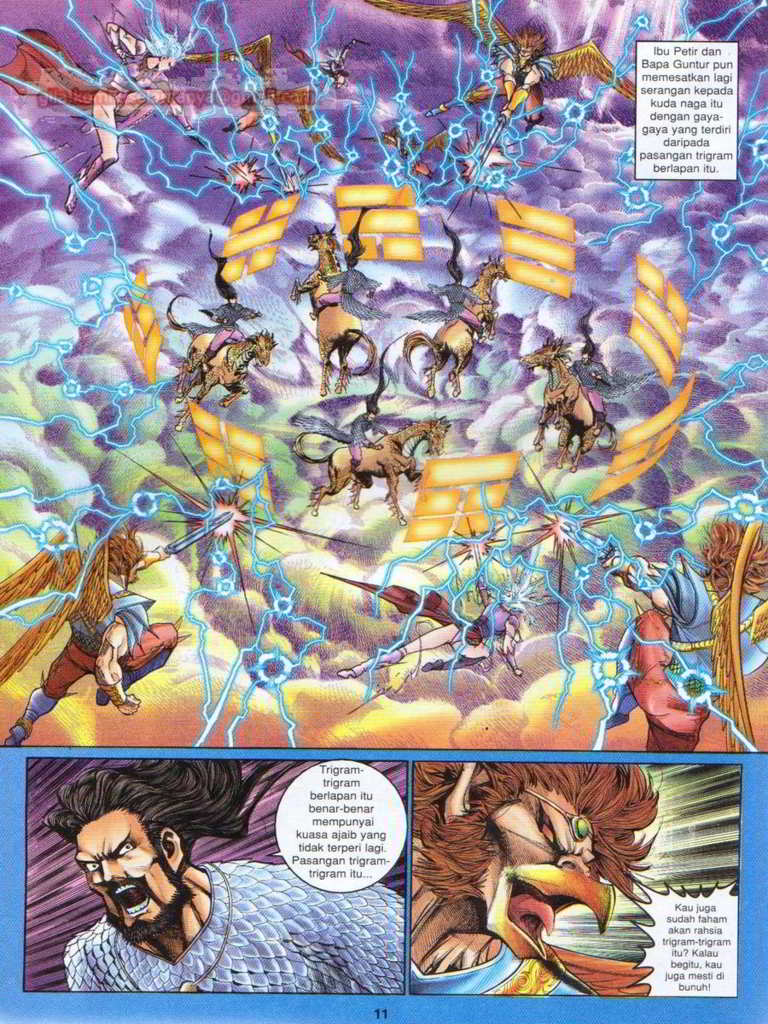 Ibu Petir dan
Bapa Guntur pun
memesatkan lagi
serangan kepada
kuda naga itu
dengan gaya-
gaya yang terdiri
daripada
pasangan trigram
berlapan itu.
Trigram-
trigram
berlapan itu
benar-benar
mempunyai
kuasa ajaib yang
tidak terperi lagi.
Pasangan trigram-
trigram itu...
Kau juga
sudah faham
akan rahsia
trigram-trigram
itu? Kalau
begitu, kau
juga mesti di
bunuh!
11